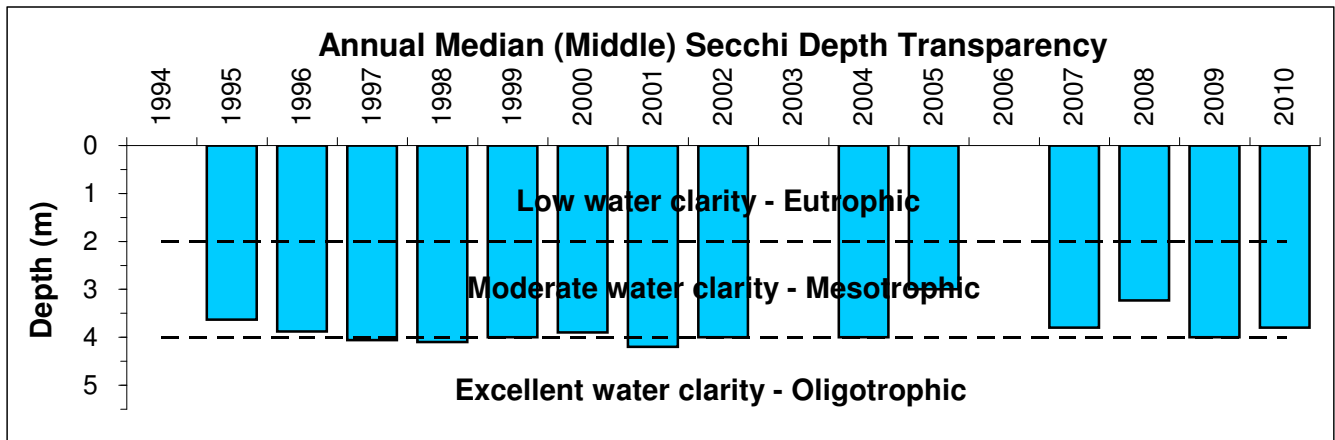 Annual Median (Middle) Secchi Depth Transparency
1994 1995 1996 1997 1998 1999 2000 2001 2002 2003 2004 2005 2006 2007 2008 2009 2010
Depth (m)
0
1
Low water clarity - Eutrophic
2
3
Moderate water clarity - Mesotrophic
4
5
Excellent water clarity - Oligotrophic